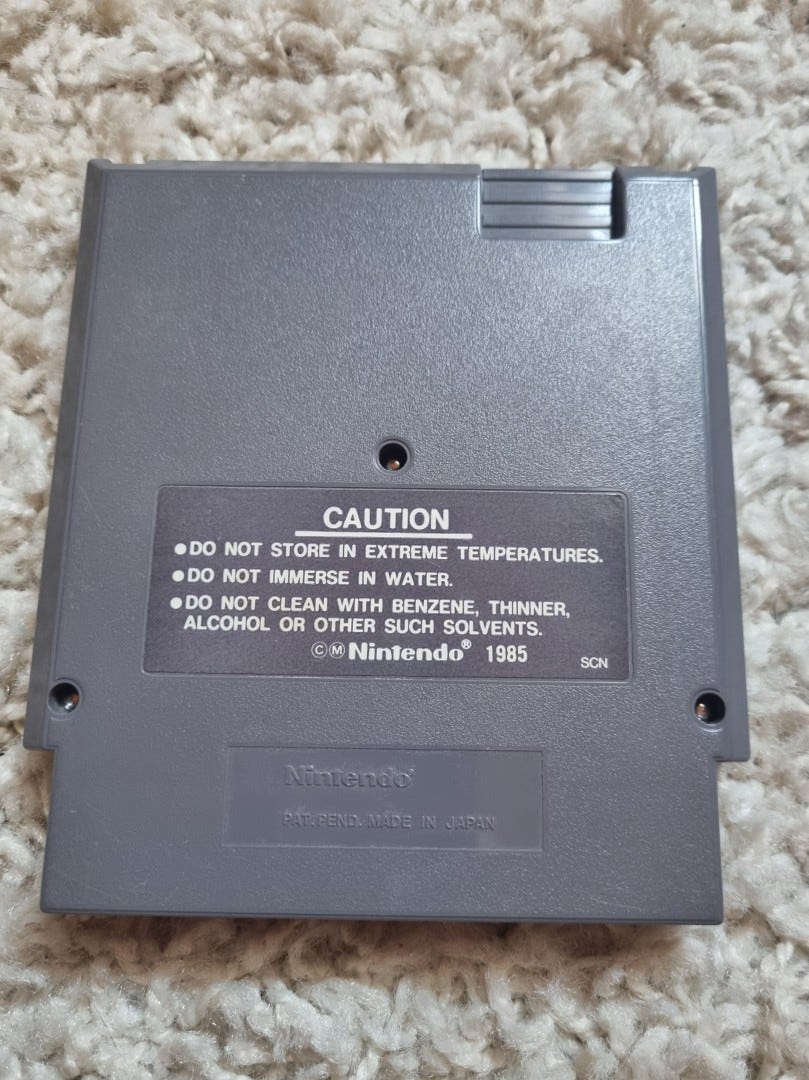 CAUTION
●DO NOT STORE IN EXTREME TEMPERATURES.
●DO NOT IMMERSE IN WATER.
●DO NOT CLEAN WITH BENZENE, THINNER,
ALCOHOL OR OTHER SUCH SOLVENTS.
ⒸⓂNintendo® 1985
SCN
Nintendo®
PAT. PEND. MADE IN JAPAN